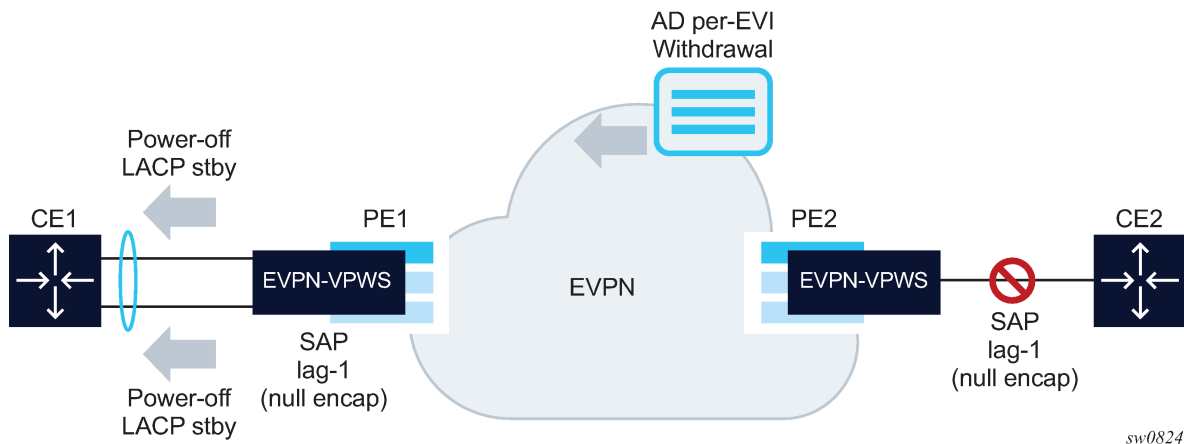 AD per-EVI
Withdrawal
Power-off
LACP stby
CE1
PE1
PE2
CE2
EVPN-VPWS
EVPN
EVPN-VPWS
SAP
lag-1
(null encap)
SAP
lag-1
(null encap)
Power-off
LACP stby
sw0824